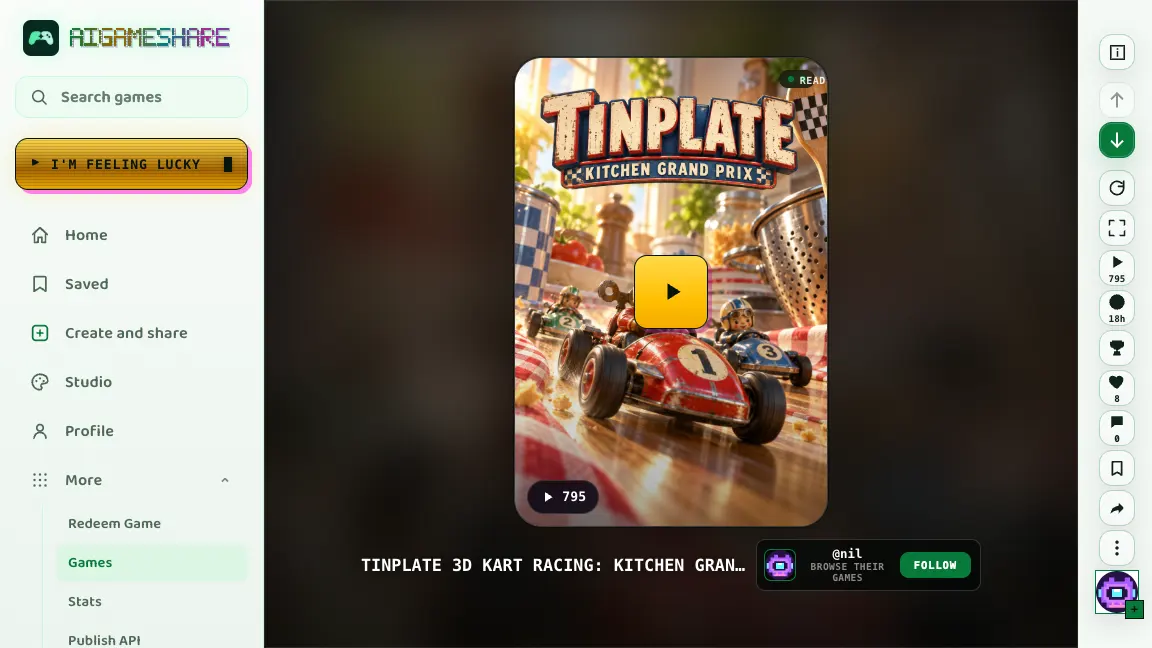 AIGAMESHARE
Search games
I'M FEELING LUCKY
Home
Saved
Create and share
Studio
Profile
More
Redeem Game
Games
Stats
Publish API
READ
TINPLATE
KITCHEN GRAND PRIX
2
1
3
795
TINPLATE 3D KART RACING: KITCHEN GRAN…
@nil
BROWSE THEIR
GAMES
FOLLOW
795
18h
8
0